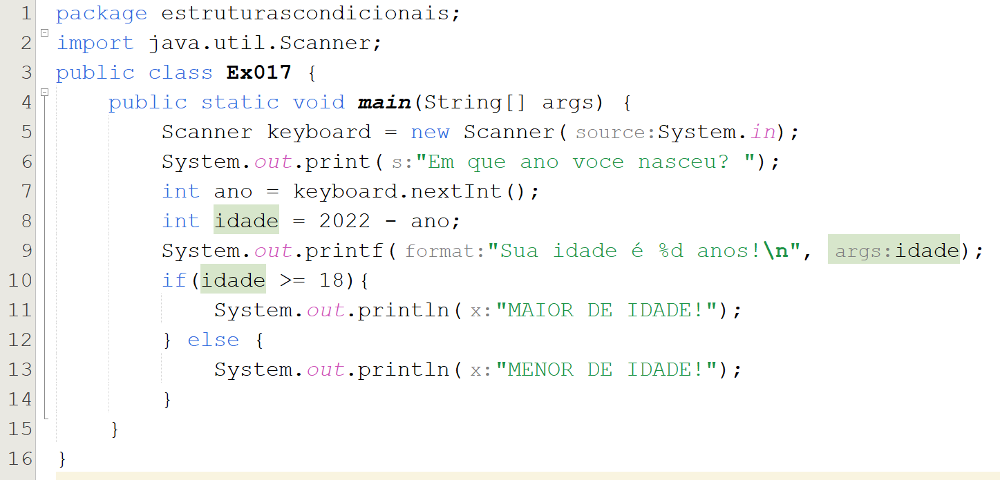 1 package estruturascondicionais;
2 import java.util.Scanner;
3 public class Ex017 {
4 public static void main(String[] args) {
5 Scanner keyboard = new Scanner( source:System.in);
6 System.out.print( s:"Em que ano voce nasceu? ");
7 int ano = keyboard.nextInt();
8 int idade = 2022 - ano;
9 System.out.printf( format:"Sua idade é %d anos!\n", args:idade);
10 if(idade >= 18){
11 System.out.println( x:"MAIOR DE IDADE!");
12 } else {
13 System.out.println( x:"MENOR DE IDADE!");
14 }
15 }
16 }